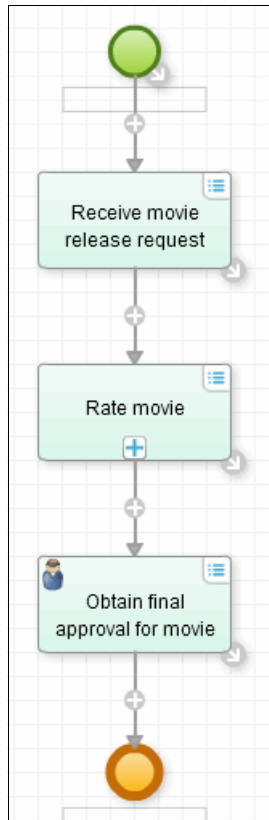 Receive movie
release request
Rate movie
Obtain final
approval for movie